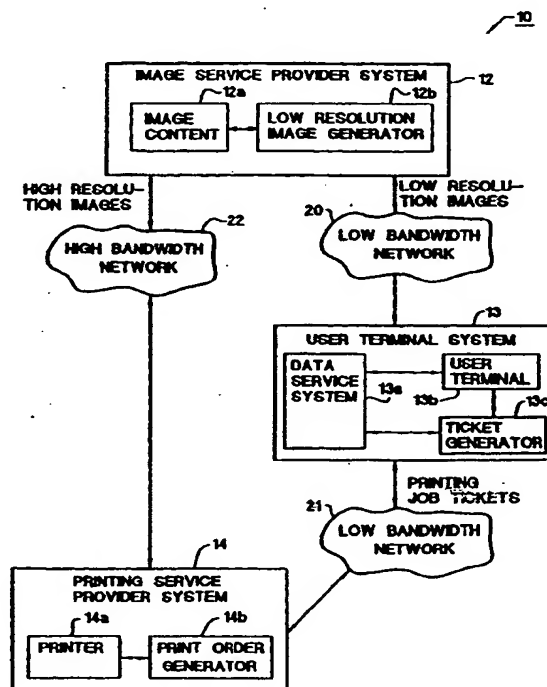 10
IMAGE SERVICE PROVIDER SYSTEM
12
12a
12b
IMAGE
CONTENT
LOW RESOLUTION
IMAGE GENERATOR
HIGH RESOLU-
TION IMAGES
22
HIGH BANDWIDTH
NETWORK
LOW RESOLU-
TION IMAGES
20
LOW BANDWIDTH
NETWORK
13
USER TERMINAL SYSTEM
DATA
SERVICE
SYSTEM
13a
USER
TERMINAL
13b
13c
TICKET
GENERATOR
PRINTING
JOB TICKETS
21
LOW BANDWIDTH
NETWORK
14
PRINTING SERVICE
PROVIDER SYSTEM
14a
PRINTER
14b
PRINT ORDER
GENERATOR